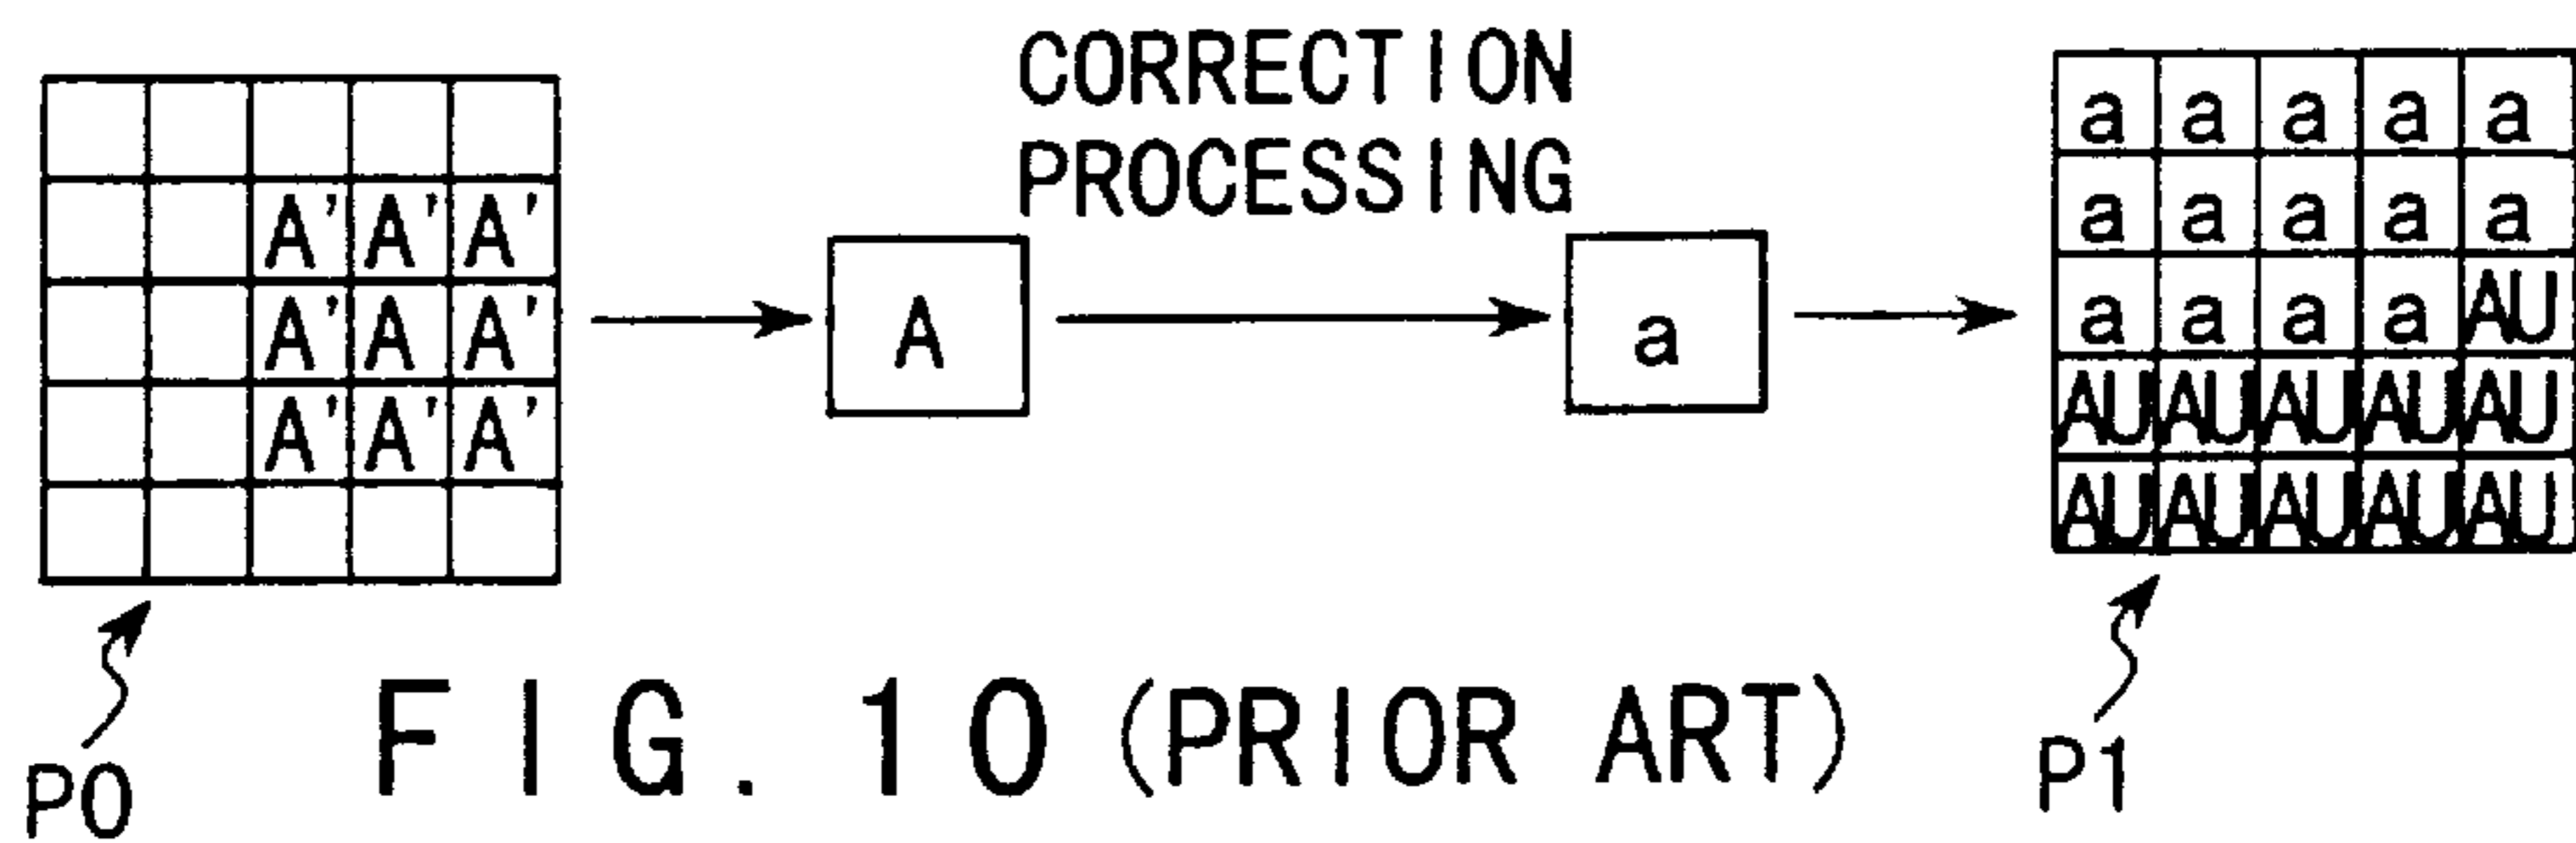 CORRECTION
PROCESSING
A' A' A'
A' A A'
A' A' A'
A
a
a a a a a
a a a a a
a a a a AU
AU AU AU AU AU
AU AU AU AU AU
P0
P1
FIG. 10 (PRIOR ART)